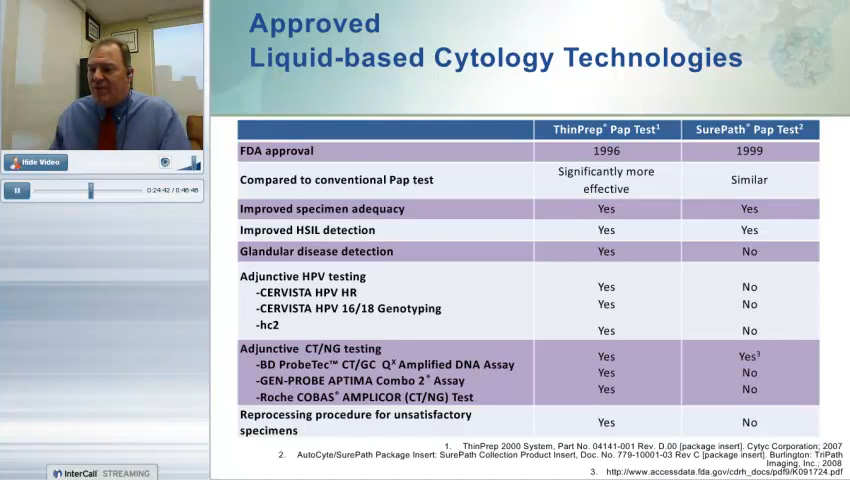 Approved
Liquid-based Cytology Technologies
Hide Video
0:24:42 / 0:46:46
ThinPrep® Pap Test1 SurePath® Pap Test2
FDA approval 1996 1999
Compared to conventional Pap test Significantly more effective Similar
Improved specimen adequacy Yes Yes
Improved HSIL detection Yes Yes
Glandular disease detection Yes No
Adjunctive HPV testing
-CERVISTA HPV HR Yes No
-CERVISTA HPV 16/18 Genotyping Yes No
-hc2 Yes No
Adjunctive CT/NG testing
-BD ProbeTec™ CT/GC Qx Amplified DNA Assay Yes Yes3
-GEN-PROBE APTIMA Combo 2® Assay Yes No
-Roche COBAS® AMPLICOR (CT/NG) Test Yes No
Reprocessing procedure for unsatisfactory specimens Yes No
1. ThinPrep 2000 System, Part No. 04141-001 Rev. D.00 [package insert]. Cytyc Corporation; 2007
2. AutoCyte/SurePath Package Insert: SurePath Collection Product Insert, Doc. No. 779-10001-03 Rev C [package insert]. Burlington: TriPath
Imaging, Inc.; 2008
3. http://www.accessdata.fda.gov/cdrh_docs/pdf9/K091724.pdf
InterCall STREAMING